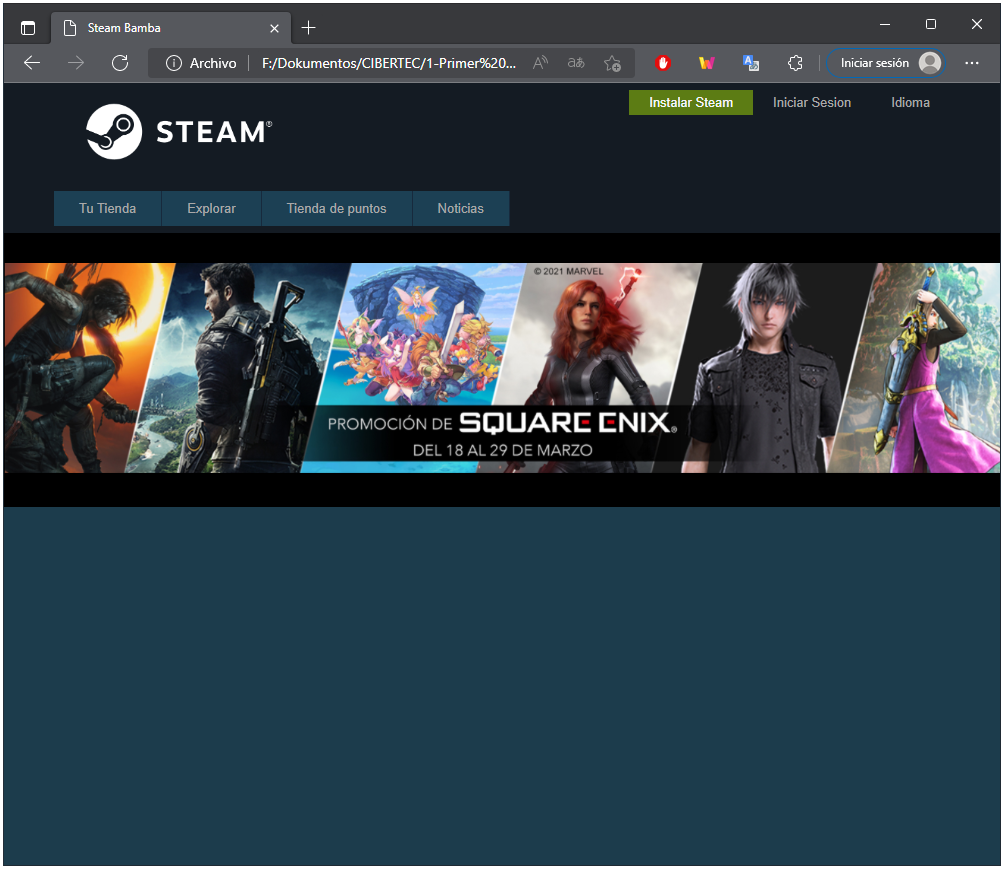 Steam Bamba
Archivo F:/Dokumentos/CIBERTEC/1-Primer%20... Iniciar sesión
Instalar Steam Iniciar Sesion Idioma
STEAM®
Tu Tienda Explorar Tienda de puntos Noticias
© 2021 MARVEL
PROMOCIÓN DE SQUARE ENIX®
DEL 18 AL 29 DE MARZO